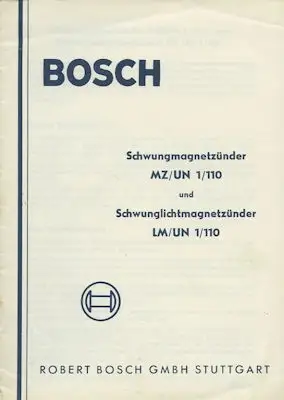 BOSCH
Schwungmagnetzünder
MZ/UN 1/110
und
Schwunglichtmagnetzünder
LM/UN 1/110
ROBERT BOSCH GMBH STUTTGART